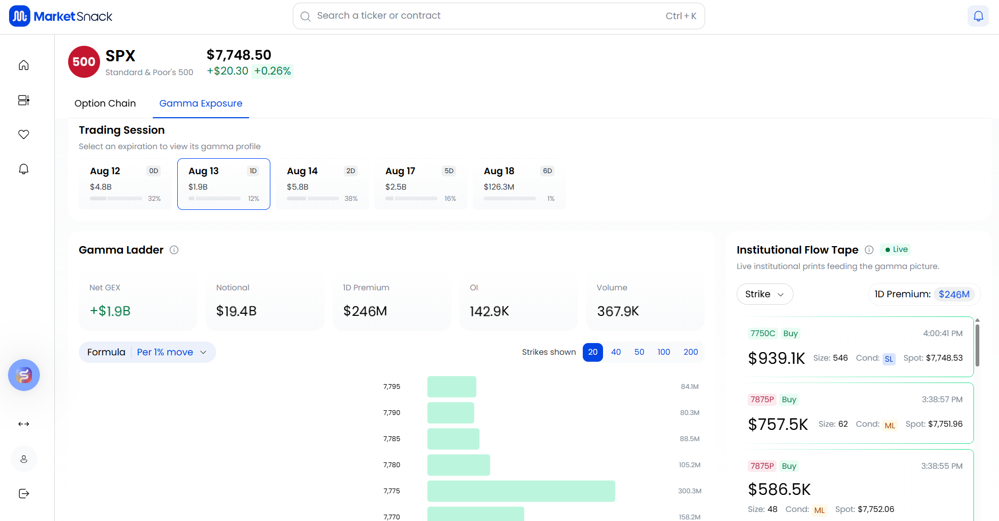 MarketSnack
Search a ticker or contract
Ctrl + K
500
SPX
Standard & Poor's 500
$7,748.50
+$20.30 +0.26%
Option Chain
Gamma Exposure
Trading Session
Select an expiration to view its gamma profile
Aug 12 0D
$4.8B
32%
Aug 13 1D
$1.9B
12%
Aug 14 2D
$5.8B
38%
Aug 17 5D
$2.5B
16%
Aug 18 6D
$126.3M
1%
Gamma Ladder
Net GEX
+$1.9B
Notional
$19.4B
1D Premium
$246M
OI
142.9K
Volume
367.9K
Formula Per 1% move
Strikes shown 20 40 50 100 200
7,795 84.1M
7,790 80.3M
7,785 88.5M
7,780 105.2M
7,775 300.3M
7,770 158.2M
Institutional Flow Tape Live
Live institutional prints feeding the gamma picture.
Strike
1D Premium: $246M
7750C Buy 4:00:41 PM
$939.1K Size: 546 Cond: SL Spot: $7,748.53
7875P Buy 3:38:57 PM
$757.5K Size: 62 Cond: ML Spot: $7,751.96
7875P Buy 3:38:55 PM
$586.5K
Size: 48 Cond: ML Spot: $7,752.06